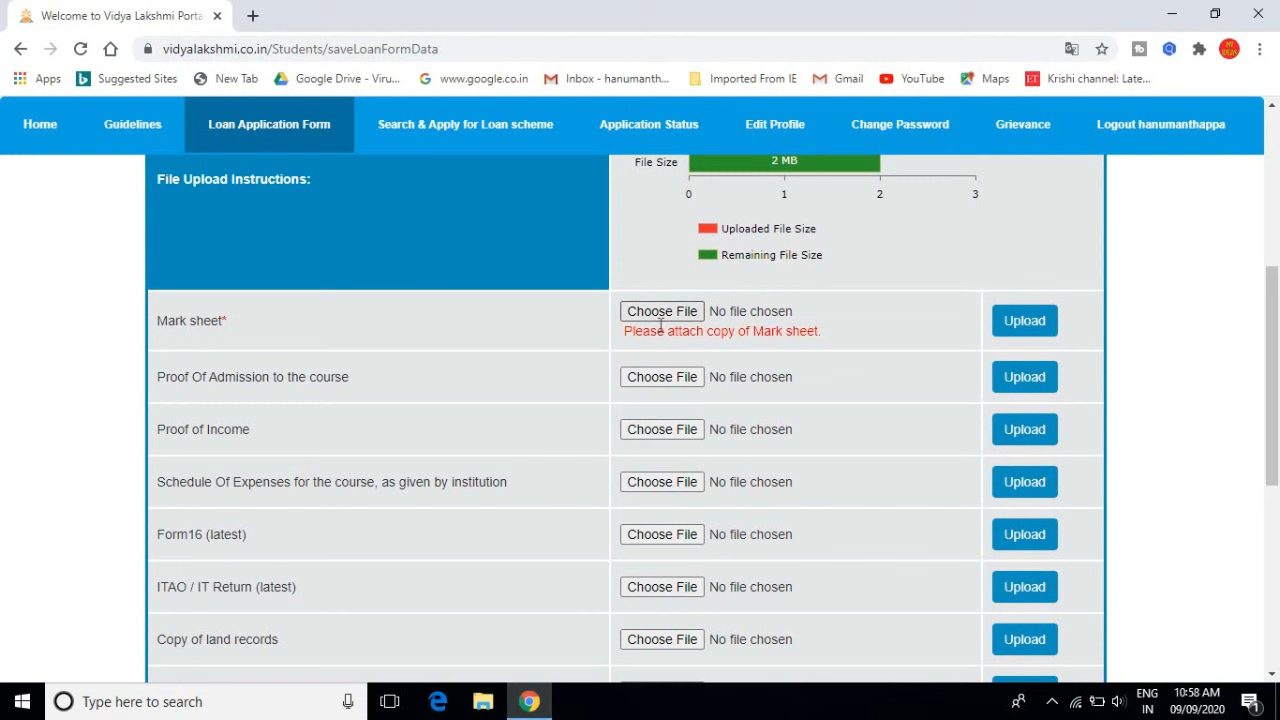 Welcome to Vidya Lakshmi Porta
vidyalakshmi.co.in/Students/saveLoanFormData
Apps
Suggested Sites
New Tab
Google Drive - Viru...
www.google.co.in
Inbox - hanumanth...
Imported From IE
Gmail
YouTube
Maps
Krishi channel: Late...
Home
Guidelines
Loan Application Form
Search & Apply for Loan scheme
Application Status
Edit Profile
Change Password
Grievance
Logout hanumanthappa
File Size
2 MB
File Upload Instructions:
0 1 2 3
Uploaded File Size
Remaining File Size
Mark sheet* Choose File No file chosen Upload
Please attach copy of Mark sheet.
Proof Of Admission to the course Choose File No file chosen Upload
Proof of Income Choose File No file chosen Upload
Schedule Of Expenses for the course, as given by institution Choose File No file chosen Upload
Form16 (latest) Choose File No file chosen Upload
ITAO / IT Return (latest) Choose File No file chosen Upload
Copy of land records Choose File No file chosen Upload
Type here to search
ENG
IN
10:58 AM
09/09/2020
1